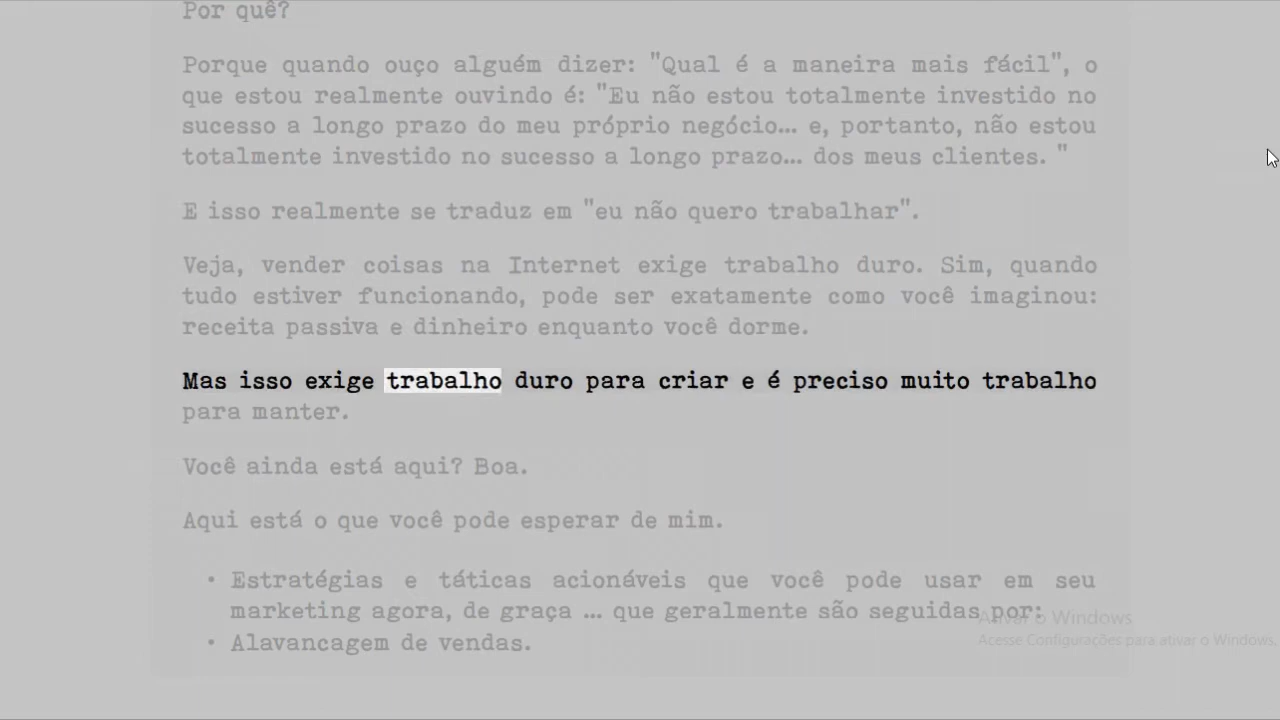 Por quê?
Porque quando ouço alguém dizer: "Qual é a maneira mais fácil", o
que estou realmente ouvindo é: "Eu não estou totalmente investido no
sucesso a longo prazo do meu próprio negócio... e, portanto, não estou
totalmente investido no sucesso a longo prazo... dos meus clientes. "
E isso realmente se traduz em "eu não quero trabalhar".
Veja, vender coisas na Internet exige trabalho duro. Sim, quando
tudo estiver funcionando, pode ser exatamente como você imaginou:
receita passiva e dinheiro enquanto você dorme.
Mas isso exige trabalho duro para criar e é preciso muito trabalho
para manter.
Você ainda está aqui? Boa.
Aqui está o que você pode esperar de mim.
• Estratégias e táticas acionáveis que você pode usar em seu
marketing agora, de graça ... que geralmente são seguidas por:
• Alavancagem de vendas.
Ativar o Windows
Acesse Configurações para ativar o Windows.